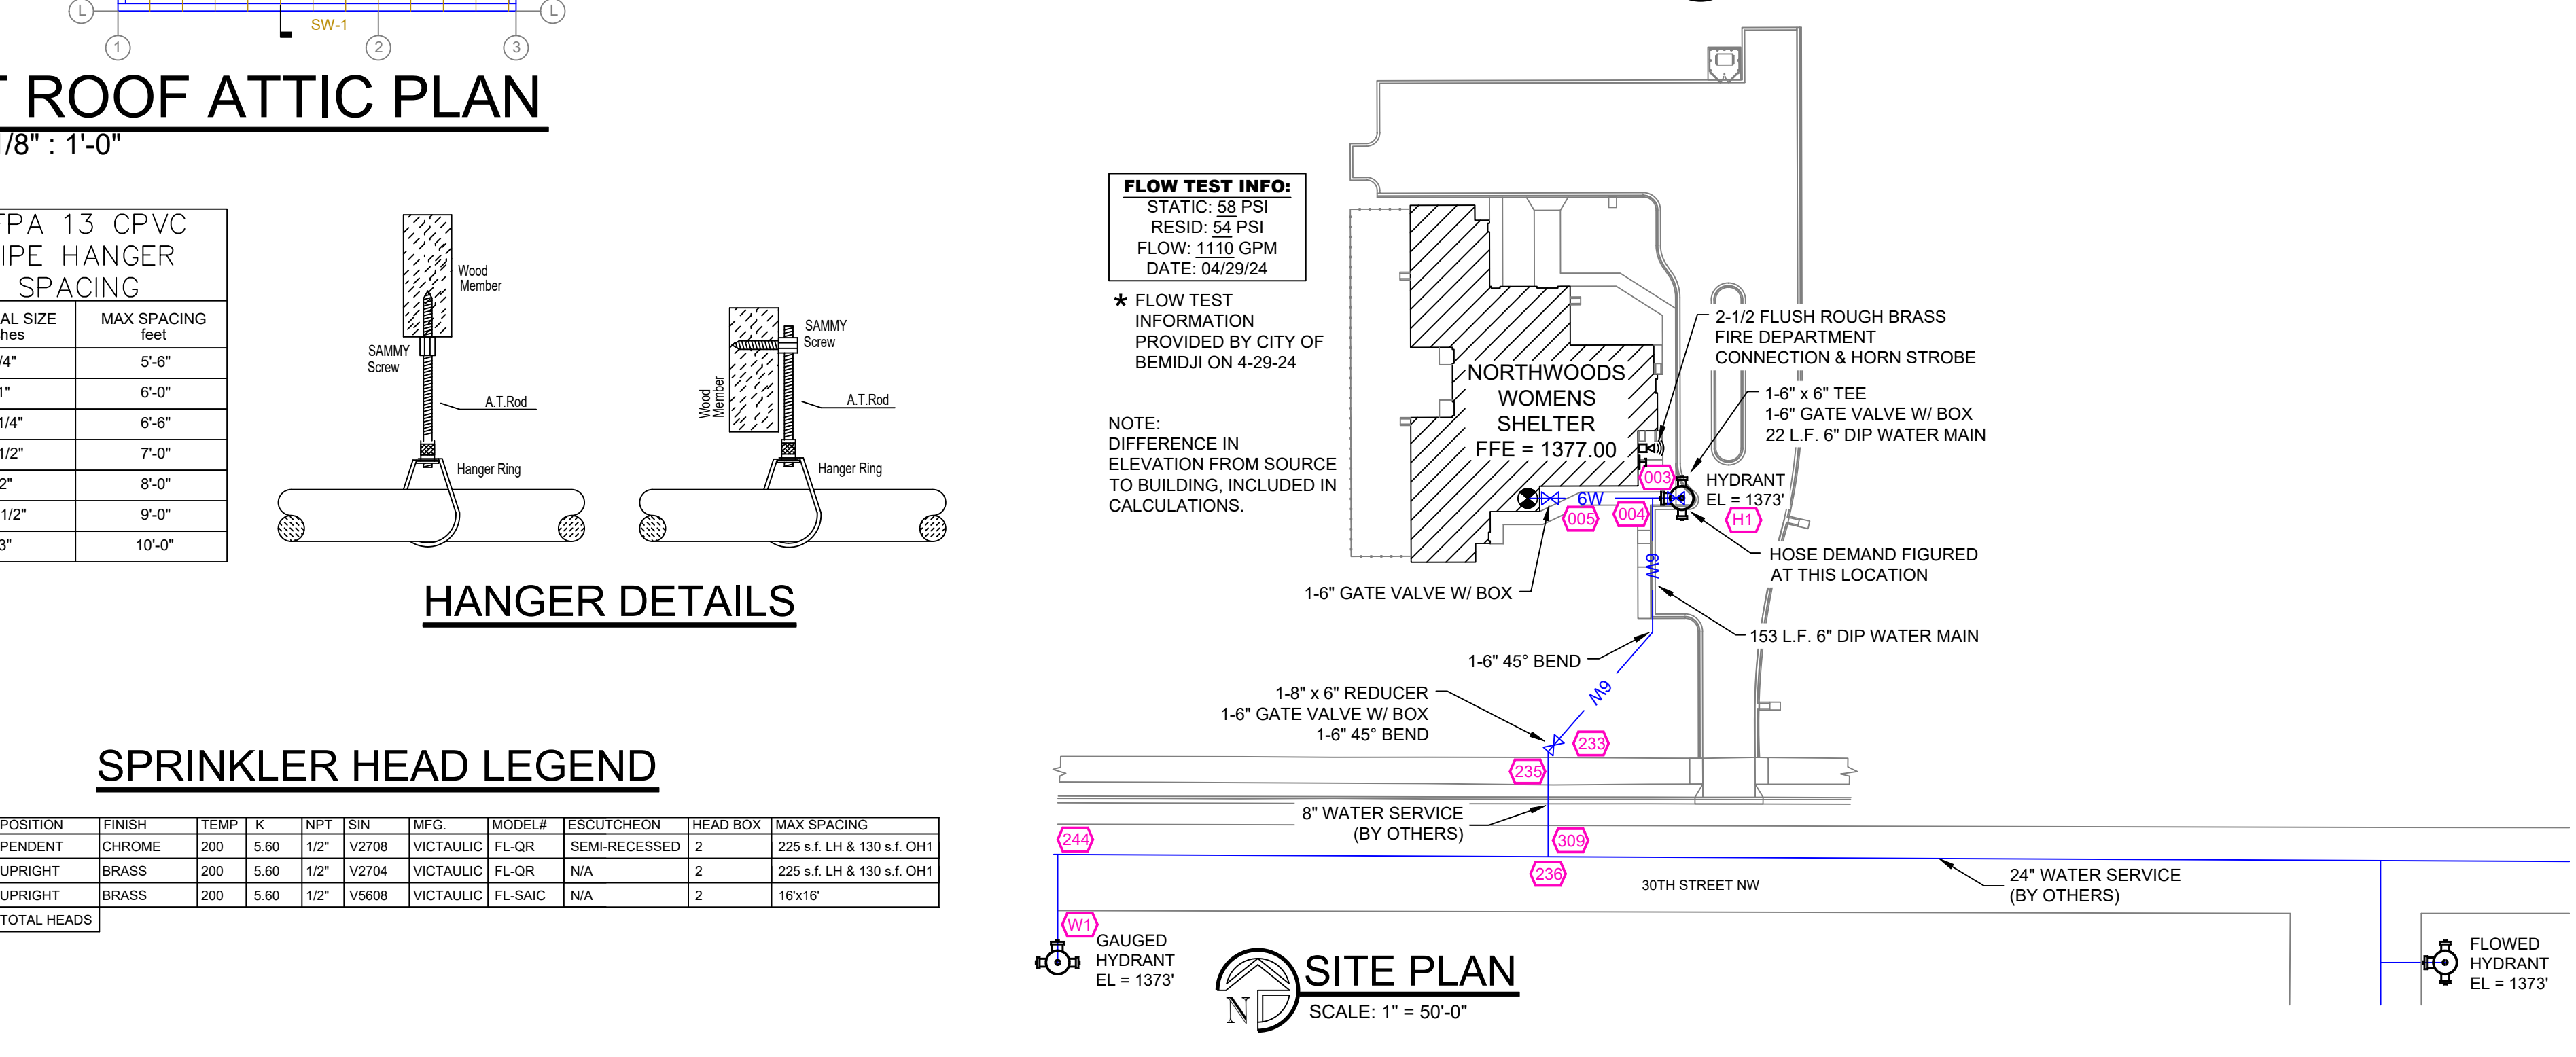 L
L
SW-1
1
2
3
T ROOF ATTIC PLAN
1/8" : 1'-0"
FPA 13 CPVC
IPE HANGER
SPACING
AL SIZE
hes
MAX SPACING
feet
/4" 5'-6"
1" 6'-0"
1/4" 6'-6"
1/2" 7'-0"
2" 8'-0"
1/2" 9'-0"
3" 10'-0"
Wood
Member
SAMMY
Screw
A.T.Rod
Hanger Ring
SAMMY
Screw
Wood
Member
A.T.Rod
Hanger Ring
HANGER DETAILS
SPRINKLER HEAD LEGEND
POSITION FINISH TEMP K NPT SIN MFG. MODEL# ESCUTCHEON HEAD BOX MAX SPACING
PENDENT CHROME 200 5.60 1/2" V2708 VICTAULIC FL-QR SEMI-RECESSED 2 225 s.f. LH & 130 s.f. OH1
UPRIGHT BRASS 200 5.60 1/2" V2704 VICTAULIC FL-QR N/A 2 225 s.f. LH & 130 s.f. OH1
UPRIGHT BRASS 200 5.60 1/2" V5608 VICTAULIC FL-SAIC N/A 2 16'x16'
TOTAL HEADS
FLOW TEST INFO:
STATIC: 58 PSI
RESID: 54 PSI
FLOW: 1110 GPM
DATE: 04/29/24
* FLOW TEST
INFORMATION
PROVIDED BY CITY OF
BEMIDJI ON 4-29-24
NOTE:
DIFFERENCE IN
ELEVATION FROM SOURCE
TO BUILDING, INCLUDED IN
CALCULATIONS.
NORTHWOODS
WOMENS
SHELTER
FFE = 1377.00
2-1/2 FLUSH ROUGH BRASS
FIRE DEPARTMENT
CONNECTION & HORN STROBE
1-6" x 6" TEE
1-6" GATE VALVE W/ BOX
22 L.F. 6" DIP WATER MAIN
003
HYDRANT
EL = 1373'
H1
6W
005
004
HOSE DEMAND FIGURED
AT THIS LOCATION
6W
1-6" GATE VALVE W/ BOX
153 L.F. 6" DIP WATER MAIN
1-6" 45° BEND
6W
1-8" x 6" REDUCER
1-6" GATE VALVE W/ BOX
1-6" 45° BEND
233
235
8" WATER SERVICE
(BY OTHERS)
244
309
236
30TH STREET NW
24" WATER SERVICE
(BY OTHERS)
W1
GAUGED
HYDRANT
EL = 1373'
N
SITE PLAN
SCALE: 1" = 50'-0"
FLOWED
HYDRANT
EL = 1373'